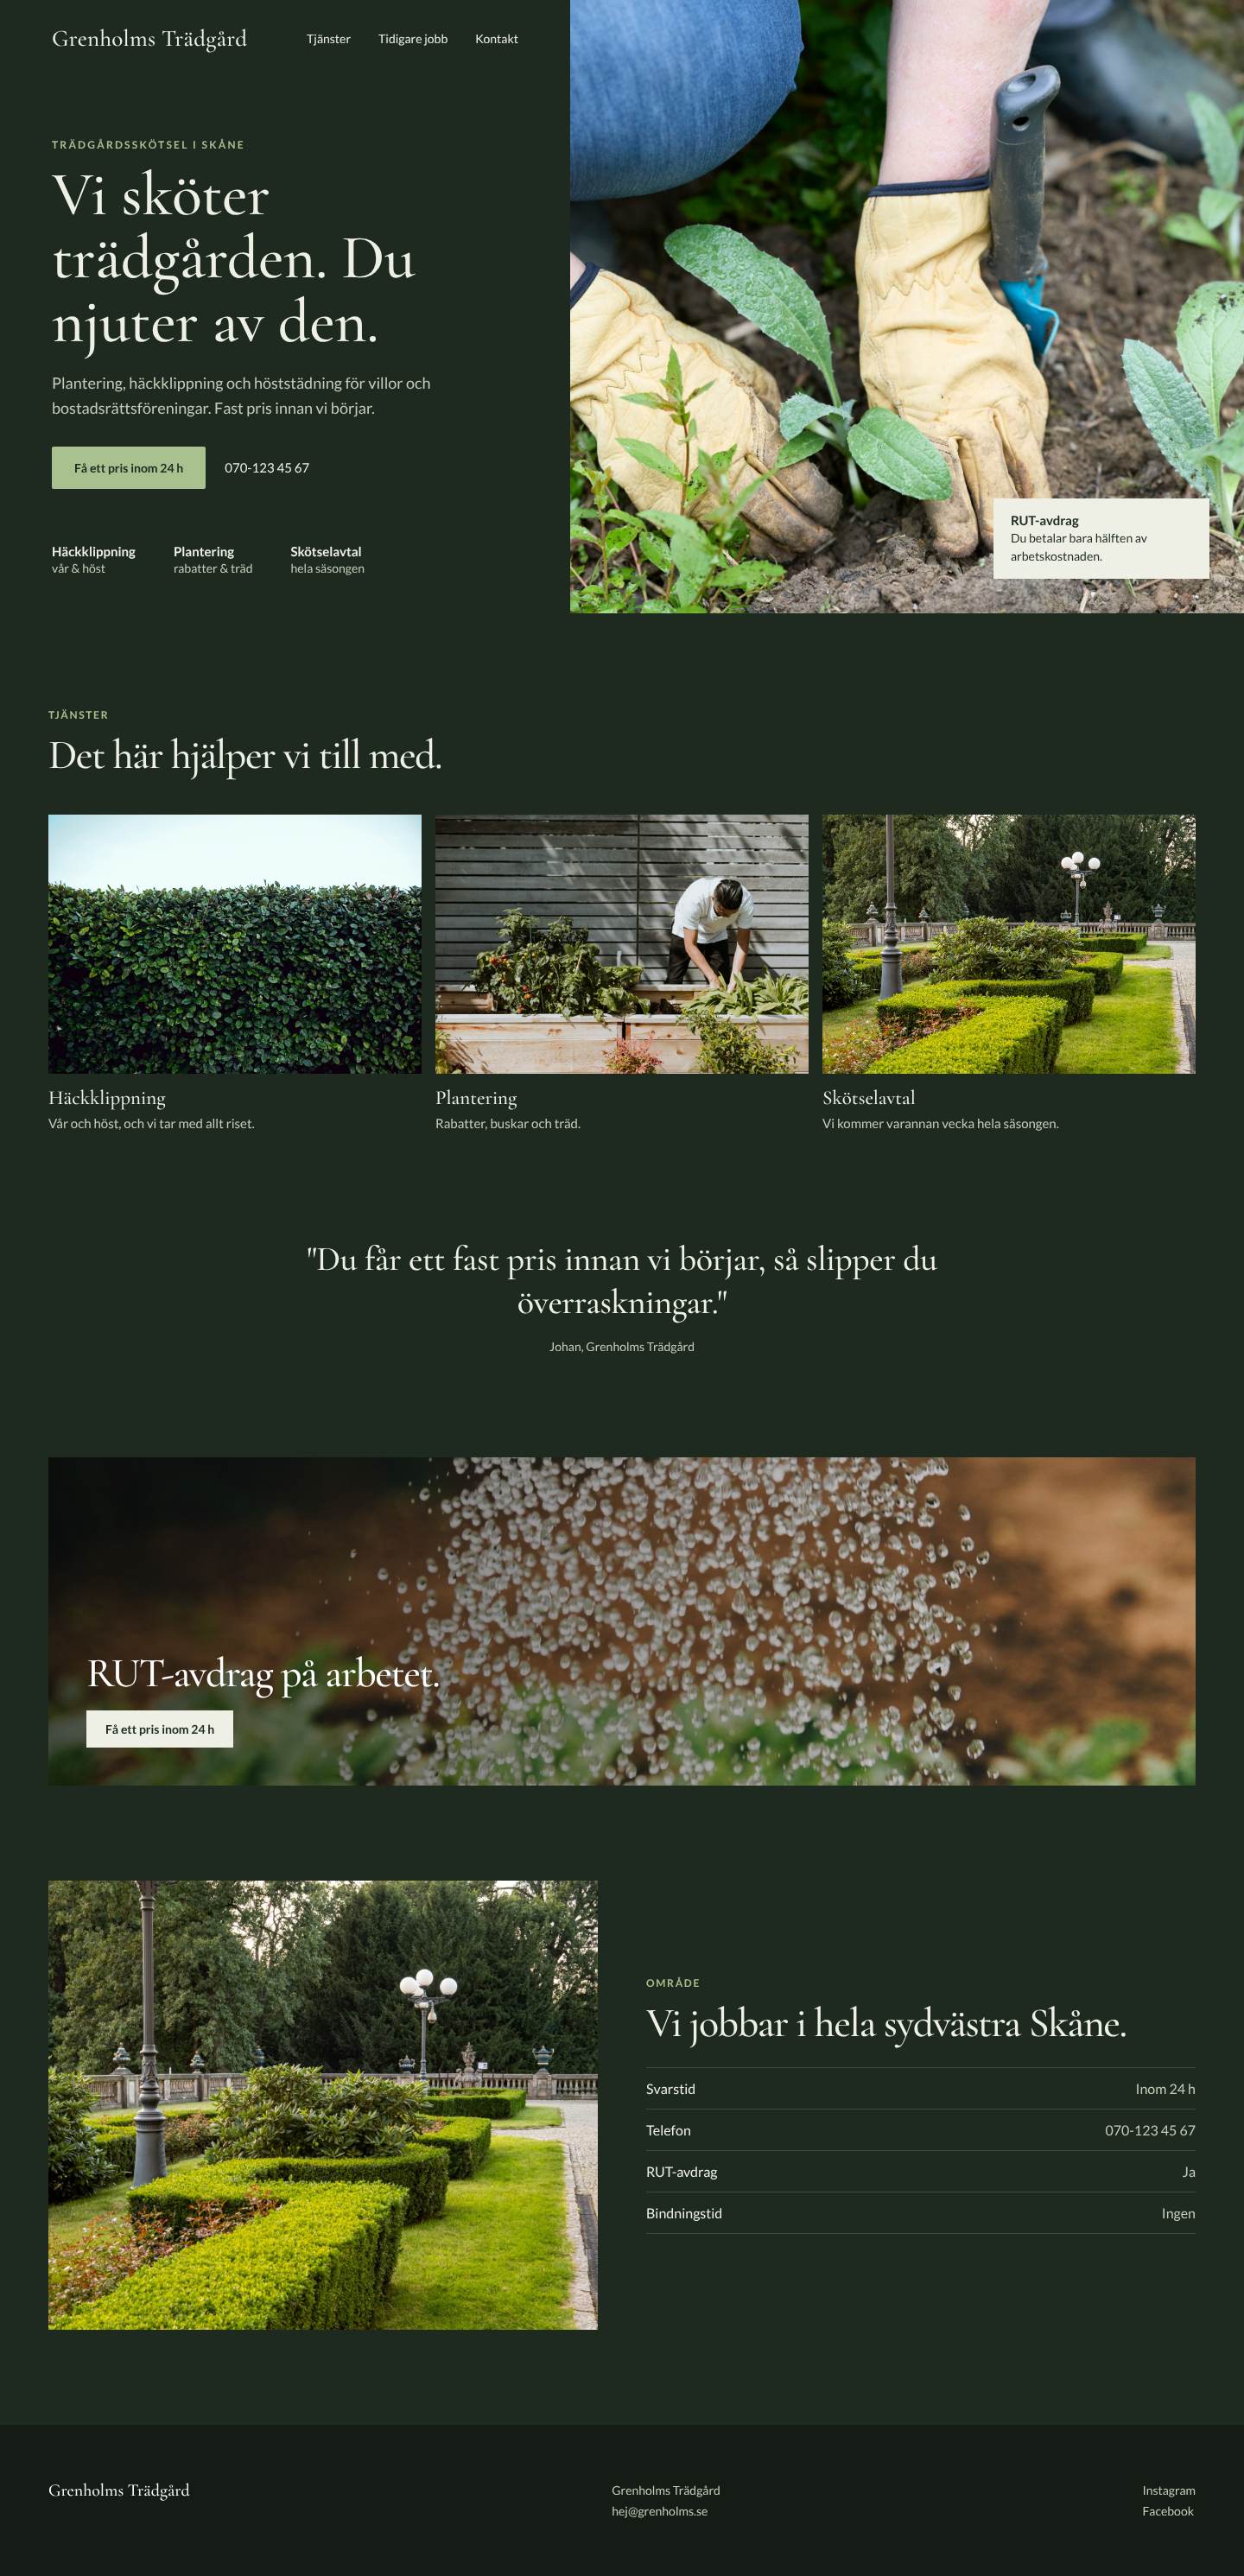 Grenholms Trädgård
Tjänster
Tidigare jobb
Kontakt
TRÄDGÅRDSSKÖTSEL I SKÅNE
Vi sköter
trädgården. Du
njuter av den.
Plantering, häckklippning och höststädning för villor och
bostadsrättsföreningar. Fast pris innan vi börjar.
Få ett pris inom 24 h
070-123 45 67
Häckklippning
vår & höst
Plantering
rabatter & träd
Skötselavtal
hela säsongen
RUT-avdrag
Du betalar bara hälften av
arbetskostnaden.
TJÄNSTER
Det här hjälper vi till med.
Häckklippning
Vår och höst, och vi tar med allt riset.
Plantering
Rabatter, buskar och träd.
Skötselavtal
Vi kommer varannan vecka hela säsongen.
"Du får ett fast pris innan vi börjar, så slipper du
överraskningar."
Johan, Grenholms Trädgård
RUT-avdrag på arbetet.
Få ett pris inom 24 h
OMRÅDE
Vi jobbar i hela sydvästra Skåne.
Svarstid
Inom 24 h
Telefon
070-123 45 67
RUT-avdrag
Ja
Bindningstid
Ingen
Grenholms Trädgård
Grenholms Trädgård
hej@grenholms.se
Instagram
Facebook